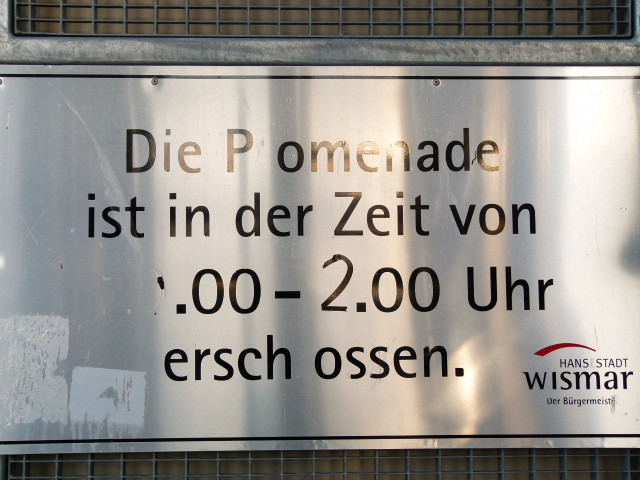 Die P omenade
ist in der Zeit von
.00 – 2.00 Uhr
ersch ossen.
HANSESTADT
wismar
Der Bürgermeister